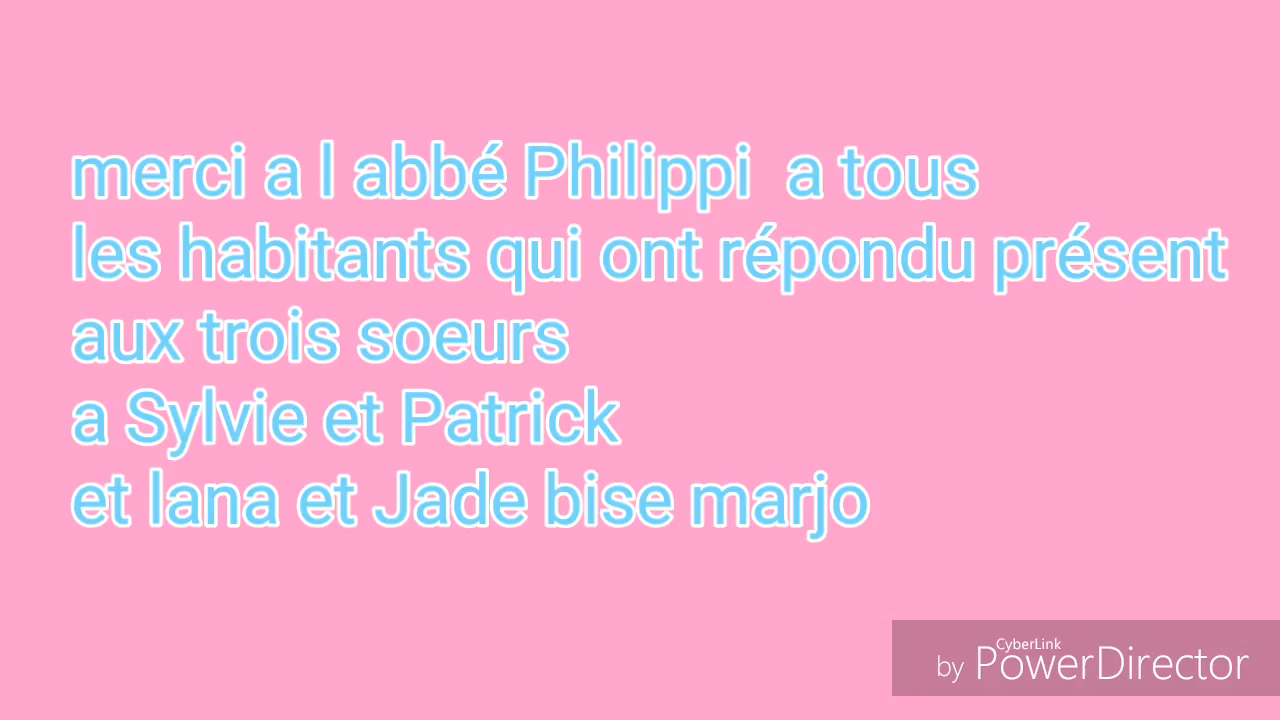 merci a l abbé Philippi  a tous
les habitants qui ont répondu présent
aux trois soeurs
a Sylvie et Patrick
et lana et Jade bise marjo
CyberLink
by PowerDirector